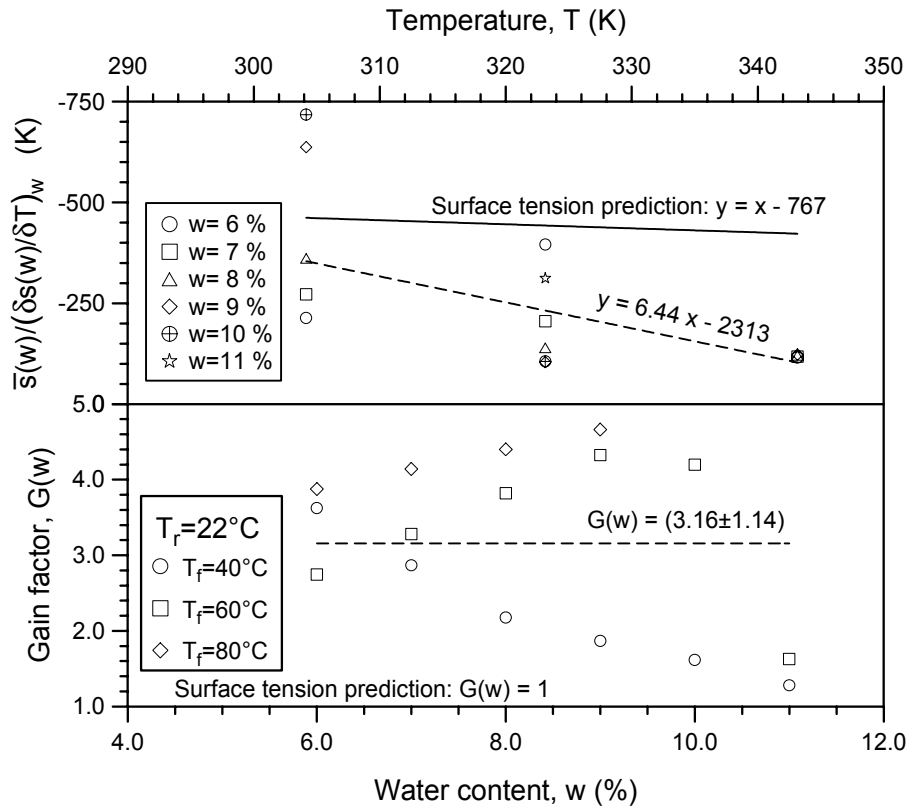 Temperature, T (K)
290 300 310 320 330 340 350
-750
-500
-250
5.0
4.0
3.0
2.0
1.0
s̅(w)/(δs(w)/δT)w (K)
Surface tension prediction: y = x - 767
w= 6 %
w= 7 %
w= 8 %
w= 9 %
w=10 %
w=11 %
y = 6.44 x - 2313
Gain factor, G(w)
G(w) = (3.16±1.14)
Tr=22°C
Tf=40°C
Tf=60°C
Tf=80°C
Surface tension prediction: G(w) = 1
4.0 6.0 8.0 10.0 12.0
Water content, w (%)